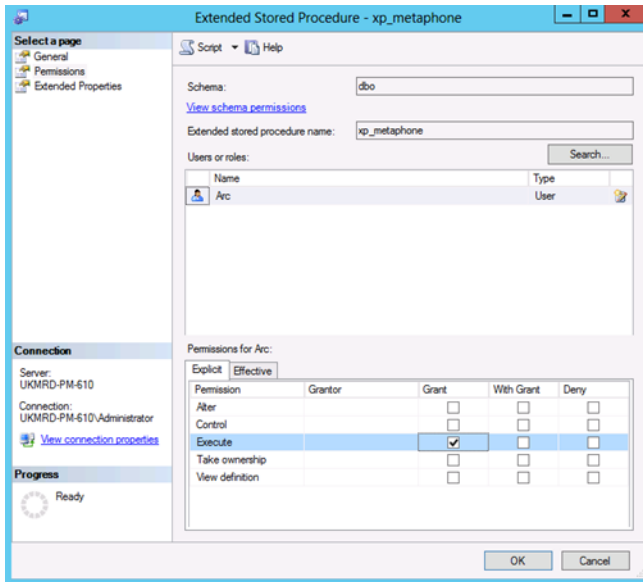 Extended Stored Procedure - xp_metaphone
Select a page
General
Permissions
Extended Properties
Script Help
Schema: dbo
View schema permissions
Extended stored procedure name: xp_metaphone
Users or roles: Search...
Name Type
Arc User
Connection
Server:
UKMRD-PM-610
Connection:
UKMRD-PM-610\Administrator
View connection properties
Progress
Ready
Permissions for Arc:
Explicit Effective
Permission Grantor Grant With Grant Deny
Alter
Control
Execute
Take ownership
View definition
OK Cancel